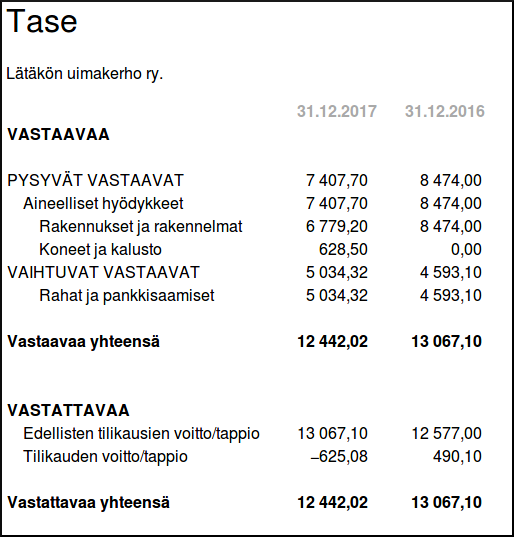 Tase
Lätäkön uimakerho ry.
31.12.2017 31.12.2016
VASTAAVAA
PYSYVÄT VASTAAVAT 7 407,70 8 474,00
Aineelliset hyödykkeet 7 407,70 8 474,00
Rakennukset ja rakennelmat 6 779,20 8 474,00
Koneet ja kalusto 628,50 0,00
VAIHTUVAT VASTAAVAT 5 034,32 4 593,10
Rahat ja pankkisaamiset 5 034,32 4 593,10
Vastaavaa yhteensä 12 442,02 13 067,10
VASTATTAVAA
Edellisten tilikausien voitto/tappio 13 067,10 12 577,00
Tilikauden voitto/tappio −625,08 490,10
Vastattavaa yhteensä 12 442,02 13 067,10